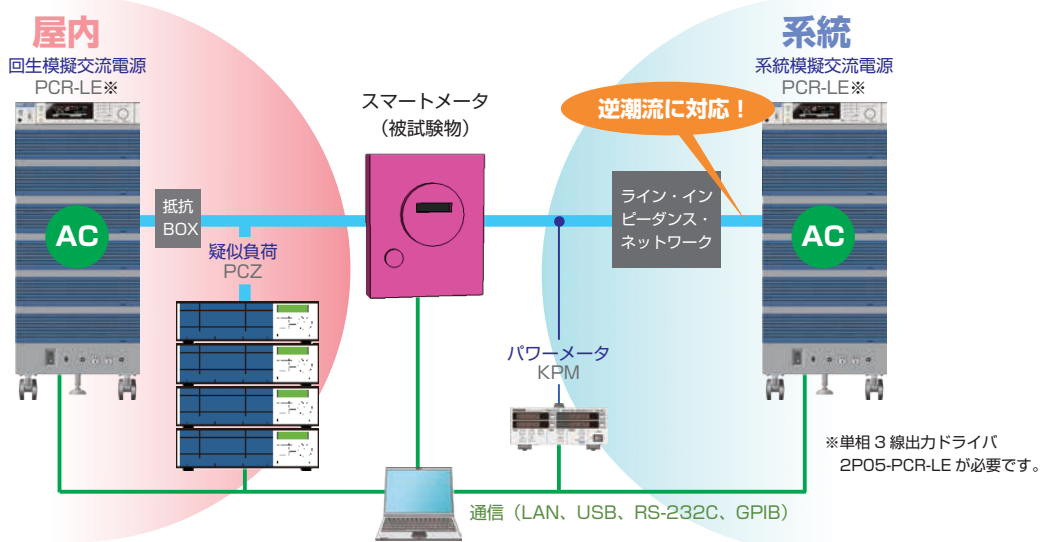 屋内
回生模擬交流電源
PCR-LE※
系統
系統模擬交流電源
PCR-LE※
スマートメータ
(被試験物)
逆潮流に対応！
抵抗
BOX
ライン・イン
ピーダンス・
ネットワーク
AC
AC
疑似負荷
PCZ
パワーメータ
KPM
※単相 3 線出力ドライバ
2P05-PCR-LE が必要です。
通信（LAN、USB、RS-232C、GPIB）